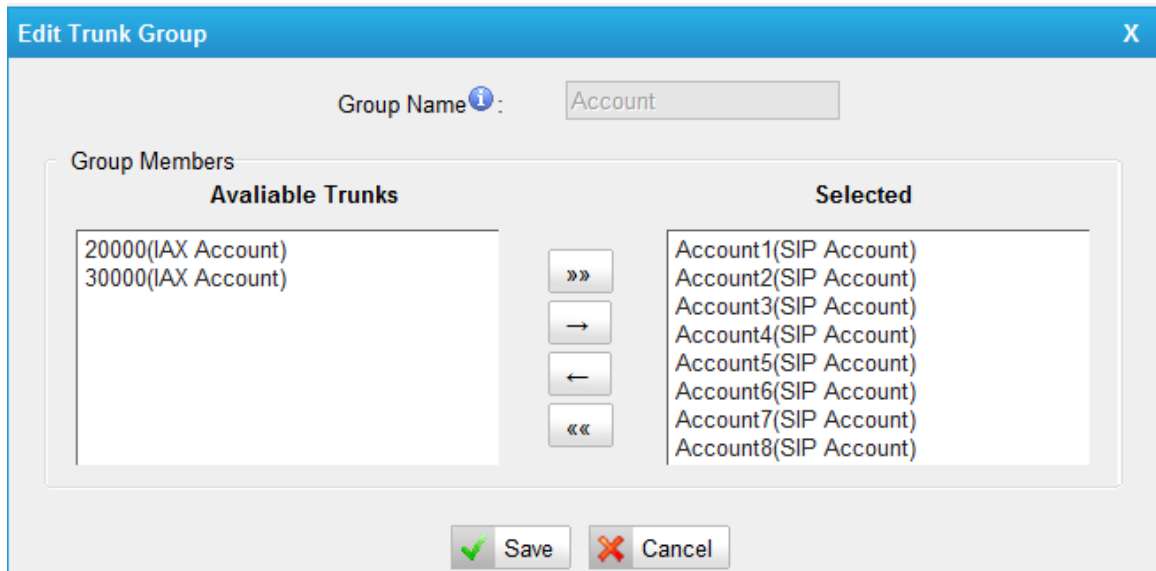 Edit Trunk Group X
Group Name i :
Account
Group Members
Avaliable Trunks
Selected
20000(IAX Account)
30000(IAX Account)
»»
→
←
««
Account1(SIP Account)
Account2(SIP Account)
Account3(SIP Account)
Account4(SIP Account)
Account5(SIP Account)
Account6(SIP Account)
Account7(SIP Account)
Account8(SIP Account)
Save
Cancel